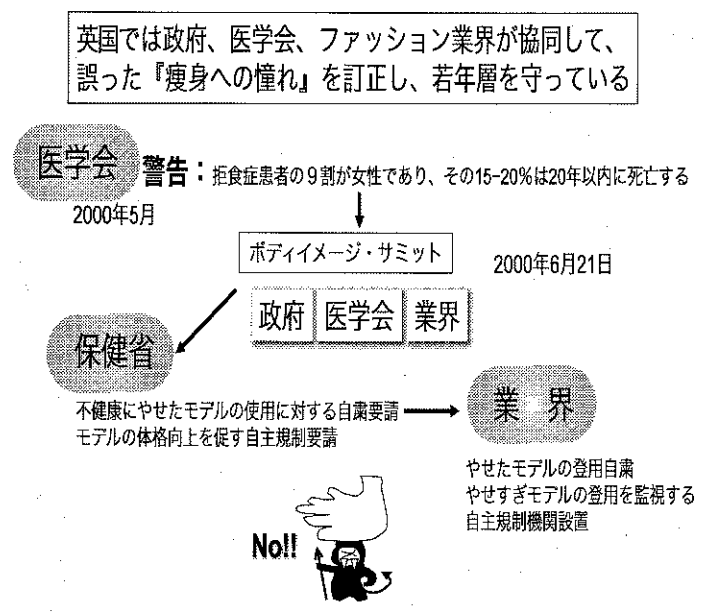 英国では政府、医学会、ファッション業界が協同して、
誤った『痩身への憧れ』を訂正し、若年層を守っている
医学会 警告：拒食症患者の９割が女性であり、その15-20%は20年以内に死亡する
2000年5月
ボディイメージ・サミット
2000年6月21日
政府 医学会 業界
保健省
不健康にやせたモデルの使用に対する自粛要請
モデルの体格向上を促す自主規制要請
業界
やせたモデルの登用自粛
やせすぎモデルの登用を監視する
自主規制機関設置
No!!